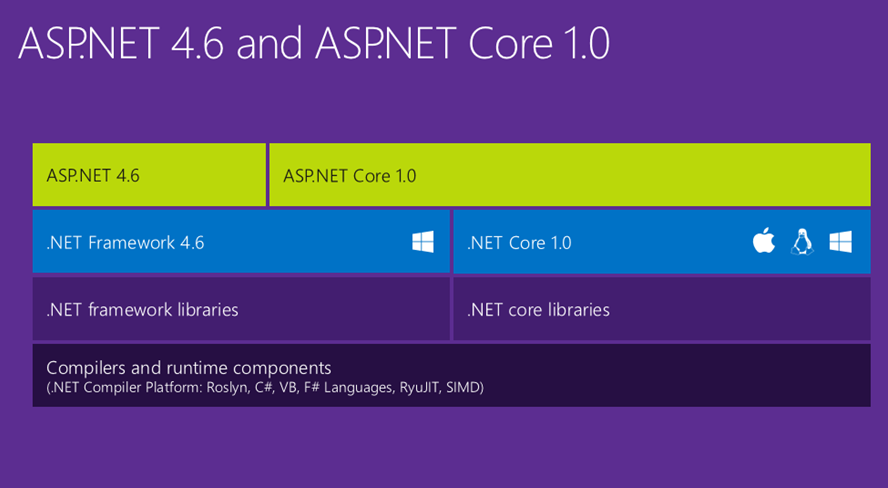 ASP.NET 4.6 and ASP.NET Core 1.0
ASP.NET 4.6
ASP.NET Core 1.0
.NET Framework 4.6
.NET Core 1.0
.NET framework libraries
.NET core libraries
Compilers and runtime components
(.NET Compiler Platform: Roslyn, C#, VB, F# Languages, RyuJIT, SIMD)